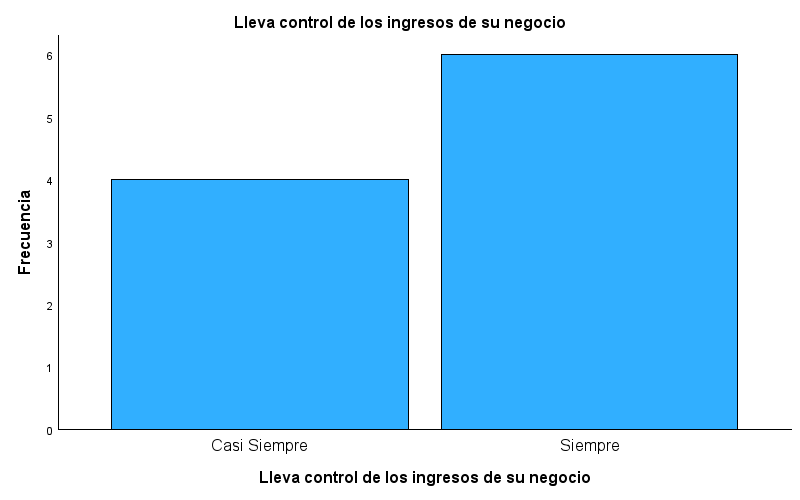 Lleva control de los ingresos de su negocio
Frecuencia
6
5
4
3
2
1
0
Casi Siempre
Siempre
Lleva control de los ingresos de su negocio